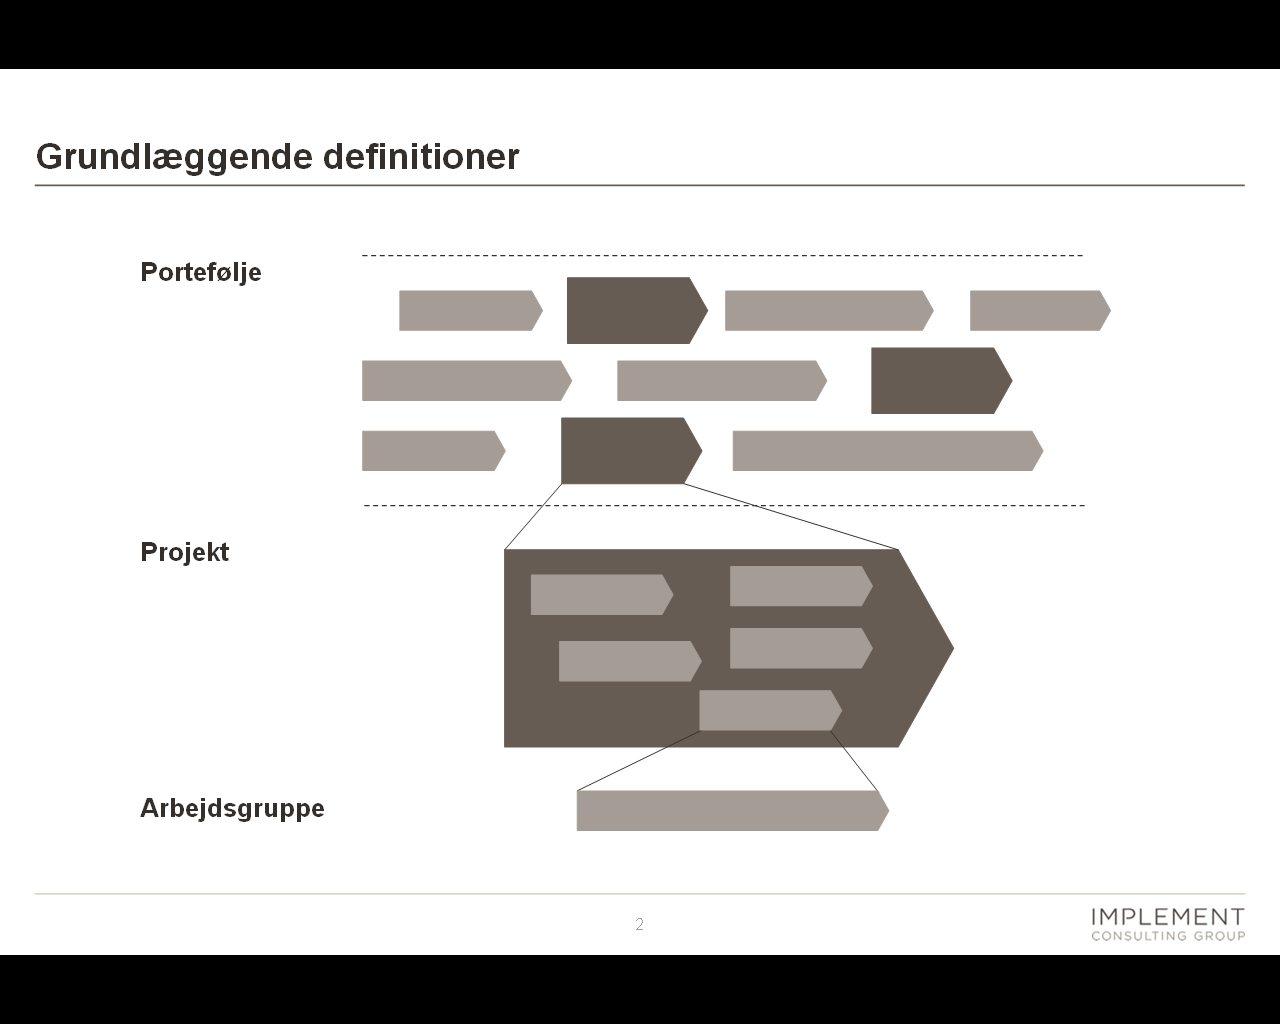 Grundlæggende definitioner
Portefølje
Projekt
Arbejdsgruppe
2
IMPLEMENT
CONSULTING GROUP